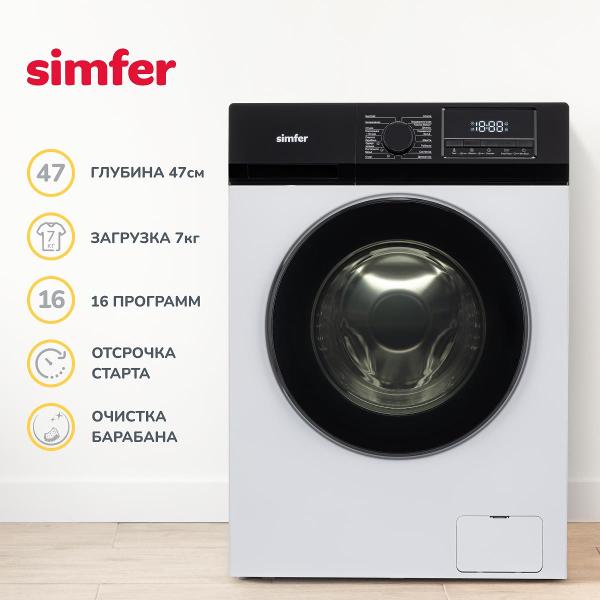 simfer
47
ГЛУБИНА 47см
7
КГ
ЗАГРУЗКА 7кг
16
16 ПРОГРАММ
ОТСРОЧКА
СТАРТА
ОЧИСТКА
БАРАБАНА
simfer
18:88